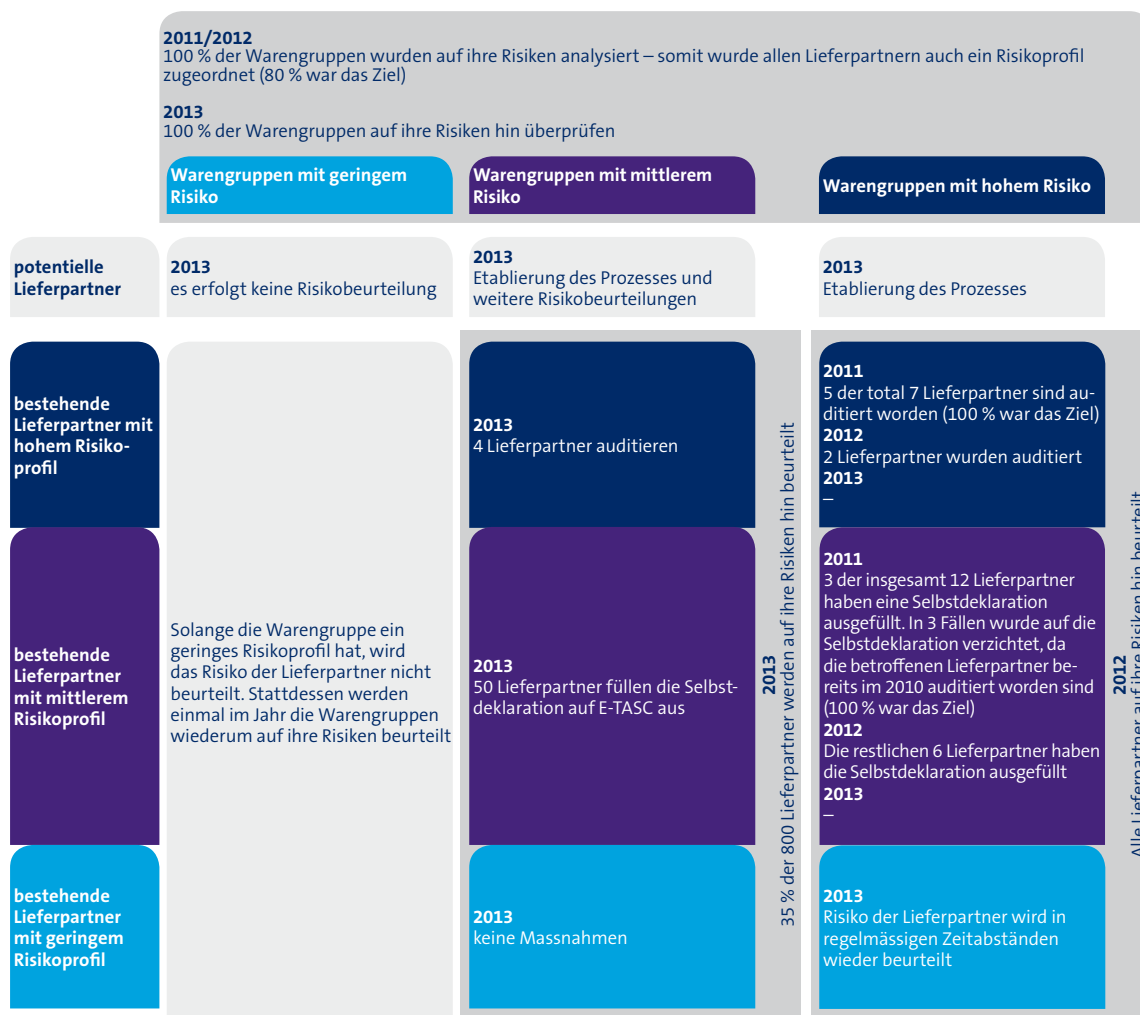 2011/2012
100 % der Warengruppen wurden auf ihre Risiken analysiert – somit wurde allen Lieferpartnern auch ein Risikoprofil
zugeordnet (80 % war das Ziel)
2013
100 % der Warengruppen auf ihre Risiken hin überprüfen
Warengruppen mit geringem
Risiko
Warengruppen mit mittlerem
Risiko
Warengruppen mit hohem Risiko
potentielle
Lieferpartner
2013
es erfolgt keine Risikobeurteilung
2013
Etablierung des Prozesses und
weitere Risikobeurteilungen
2013
Etablierung des Prozesses
bestehende
Lieferpartner mit
hohem Risiko-
profil
2013
4 Lieferpartner auditieren
2011
5 der total 7 Lieferpartner sind au-
ditiert worden (100 % war das Ziel)
2012
2 Lieferpartner wurden auditiert
2013
–
bestehende
Lieferpartner
mit mittlerem
Risikoprofil
Solange die Warengruppe ein
geringes Risikoprofil hat, wird
das Risiko der Lieferpartner nicht
beurteilt. Stattdessen werden
einmal im Jahr die Warengruppen
wiederum auf ihre Risiken beurteilt
2013
50 Lieferpartner füllen die Selbst-
deklaration auf E-TASC aus
2013
35 % der 800 Lieferpartner werden auf ihre Risiken hin beurteilt
2011
3 der insgesamt 12 Lieferpartner
haben eine Selbstdeklaration
ausgefüllt. In 3 Fällen wurde auf die
Selbstdeklaration verzichtet, da
die betroffenen Lieferpartner be-
reits im 2010 auditiert worden sind
(100 % war das Ziel)
2012
Die restlichen 6 Lieferpartner haben
die Selbstdeklaration ausgefüllt
2013
–
2012
Alle Lieferpartner auf ihre Risiken hin beurteilt
bestehende
Lieferpartner
mit geringem
Risikoprofil
2013
keine Massnahmen
2013
Risiko der Lieferpartner wird in
regelmässigen Zeitabständen
wieder beurteilt